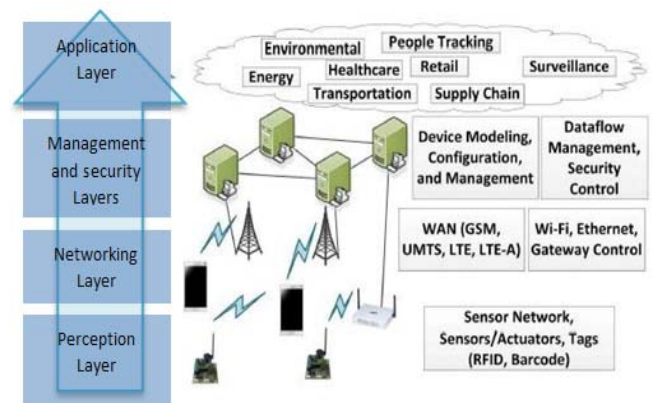 Application
Layer
Management
and security
Layers
Networking
Layer
Perception
Layer
Environmental
People Tracking
Energy
Healthcare
Retail
Surveillance
Transportation
Supply Chain
Device Modeling,
Configuration,
and Management
Dataflow
Management,
Security
Control
WAN (GSM,
UMTS, LTE, LTE-A)
Wi-Fi, Ethernet,
Gateway Control
Sensor Network,
Sensors/Actuators, Tags
(RFID, Barcode)